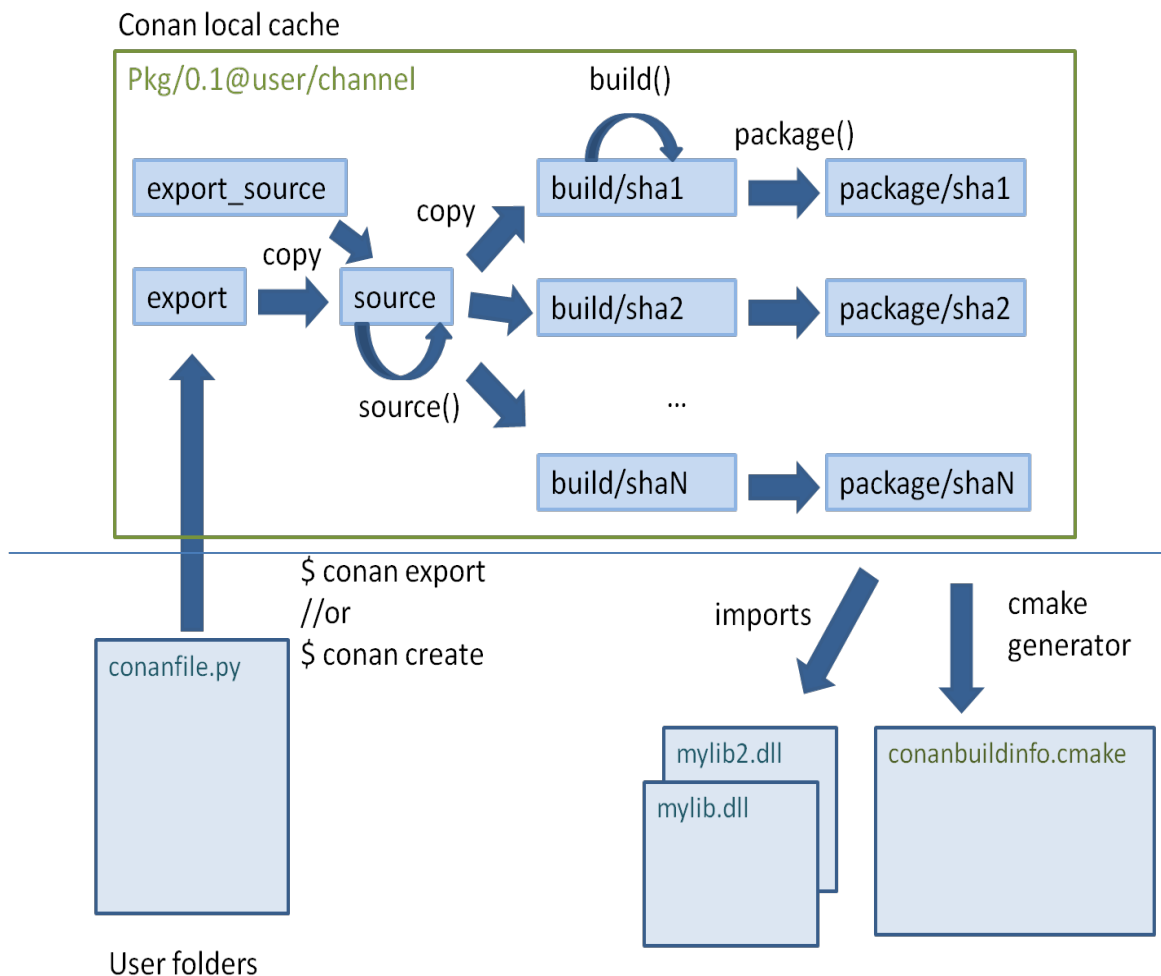 Conan local cache
Pkg/0.1@user/channel
build()
package()
export_source
build/sha1
package/sha1
copy
copy
export
source
build/sha2
package/sha2
source()
...
build/shaN
package/shaN
$ conan export
//or
$ conan create
imports
cmake
generator
conanfile.py
mylib2.dll
conanbuildinfo.cmake
mylib.dll
User folders